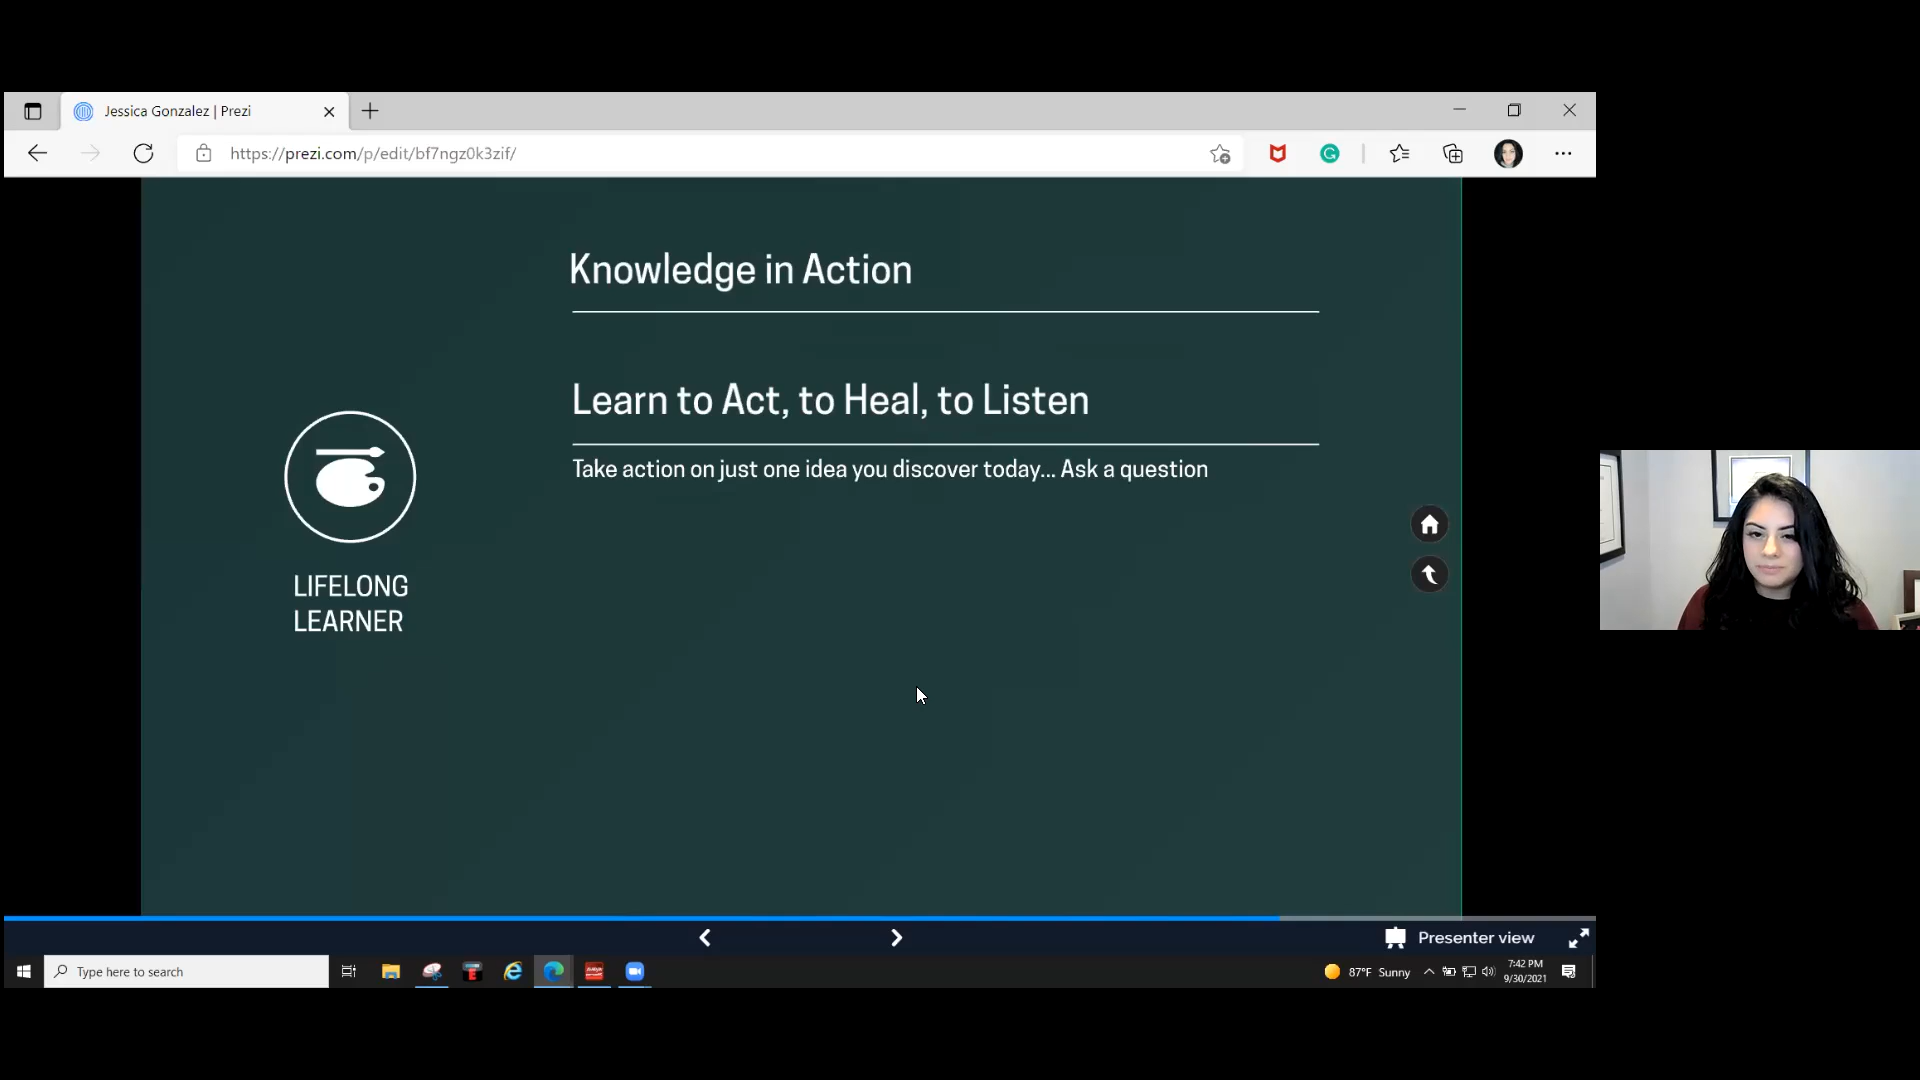 Jessica Gonzalez | Prezi
https://prezi.com/p/edit/bf7ngz0k3zif/
Knowledge in Action
Learn to Act, to Heal, to Listen
Take action on just one idea you discover today... Ask a question
LIFELONG
LEARNER
Presenter view
Type here to search
87°F Sunny
7:42 PM
9/30/2021